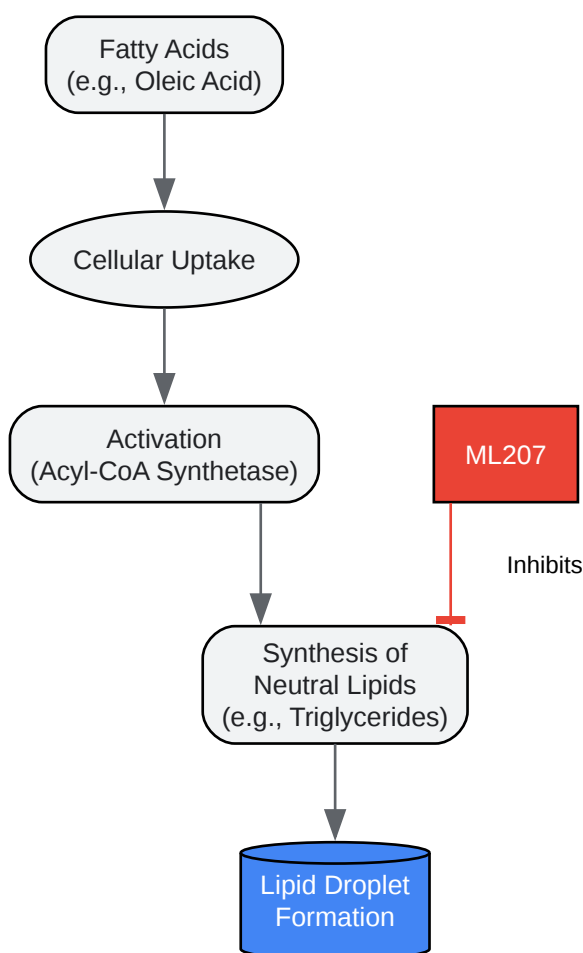 Fatty Acids
(e.g., Oleic Acid)
Cellular Uptake
Activation
(Acyl-CoA Synthetase)
ML207
Inhibits
Synthesis of
Neutral Lipids
(e.g., Triglycerides)
Lipid Droplet
Formation